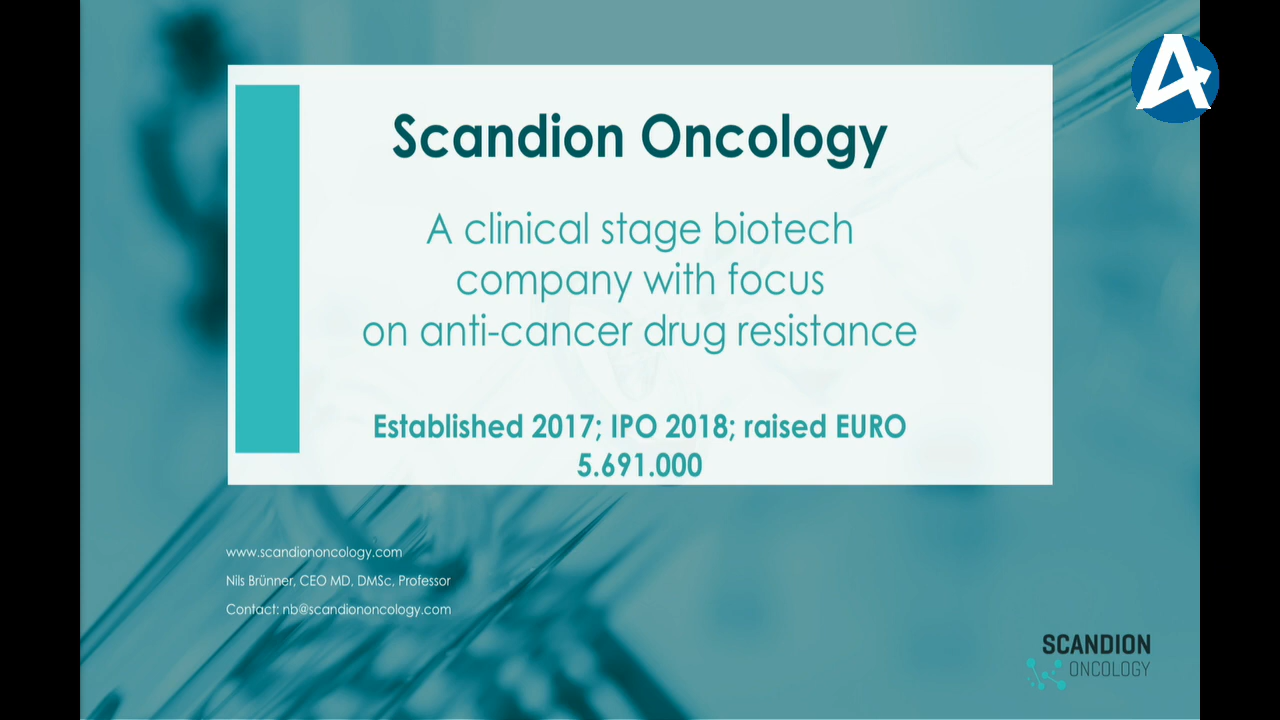 Scandion Oncology
A clinical stage biotech
company with focus
on anti-cancer drug resistance
Established 2017; IPO 2018; raised EURO
5.691.000
www.scandiononcology.com
Nils Brünner, CEO MD, DMSc, Professor
Contact: nb@scandiononcology.com
SCANDION
ONCOLOGY